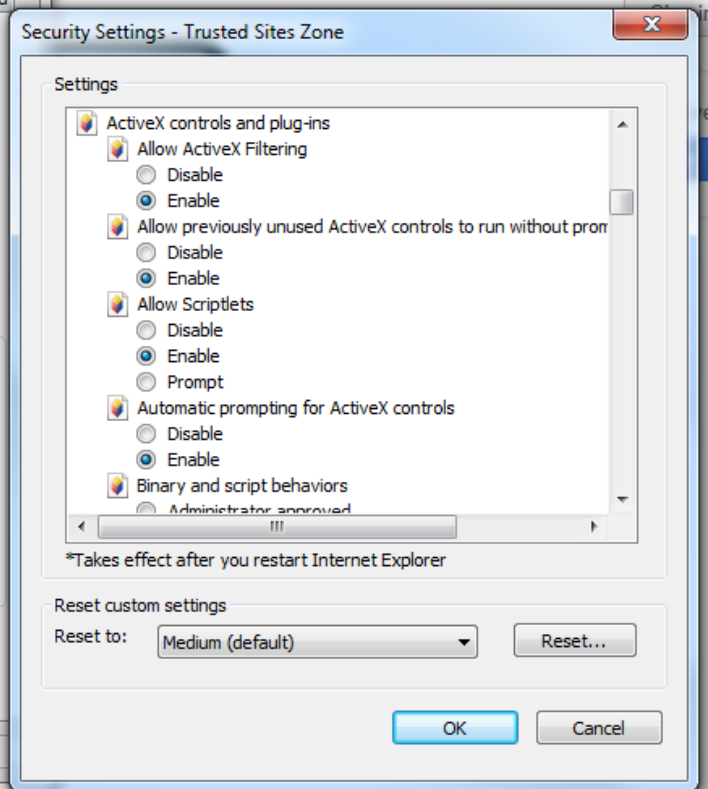 Security Settings - Trusted Sites Zone
Settings
ActiveX controls and plug-ins
Allow ActiveX Filtering
Disable
Enable
Allow previously unused ActiveX controls to run without prom
Disable
Enable
Allow Scriptlets
Disable
Enable
Prompt
Automatic prompting for ActiveX controls
Disable
Enable
Binary and script behaviors
Administrator approved
*Takes effect after you restart Internet Explorer
Reset custom settings
Reset to:
Medium (default)
Reset...
OK
Cancel